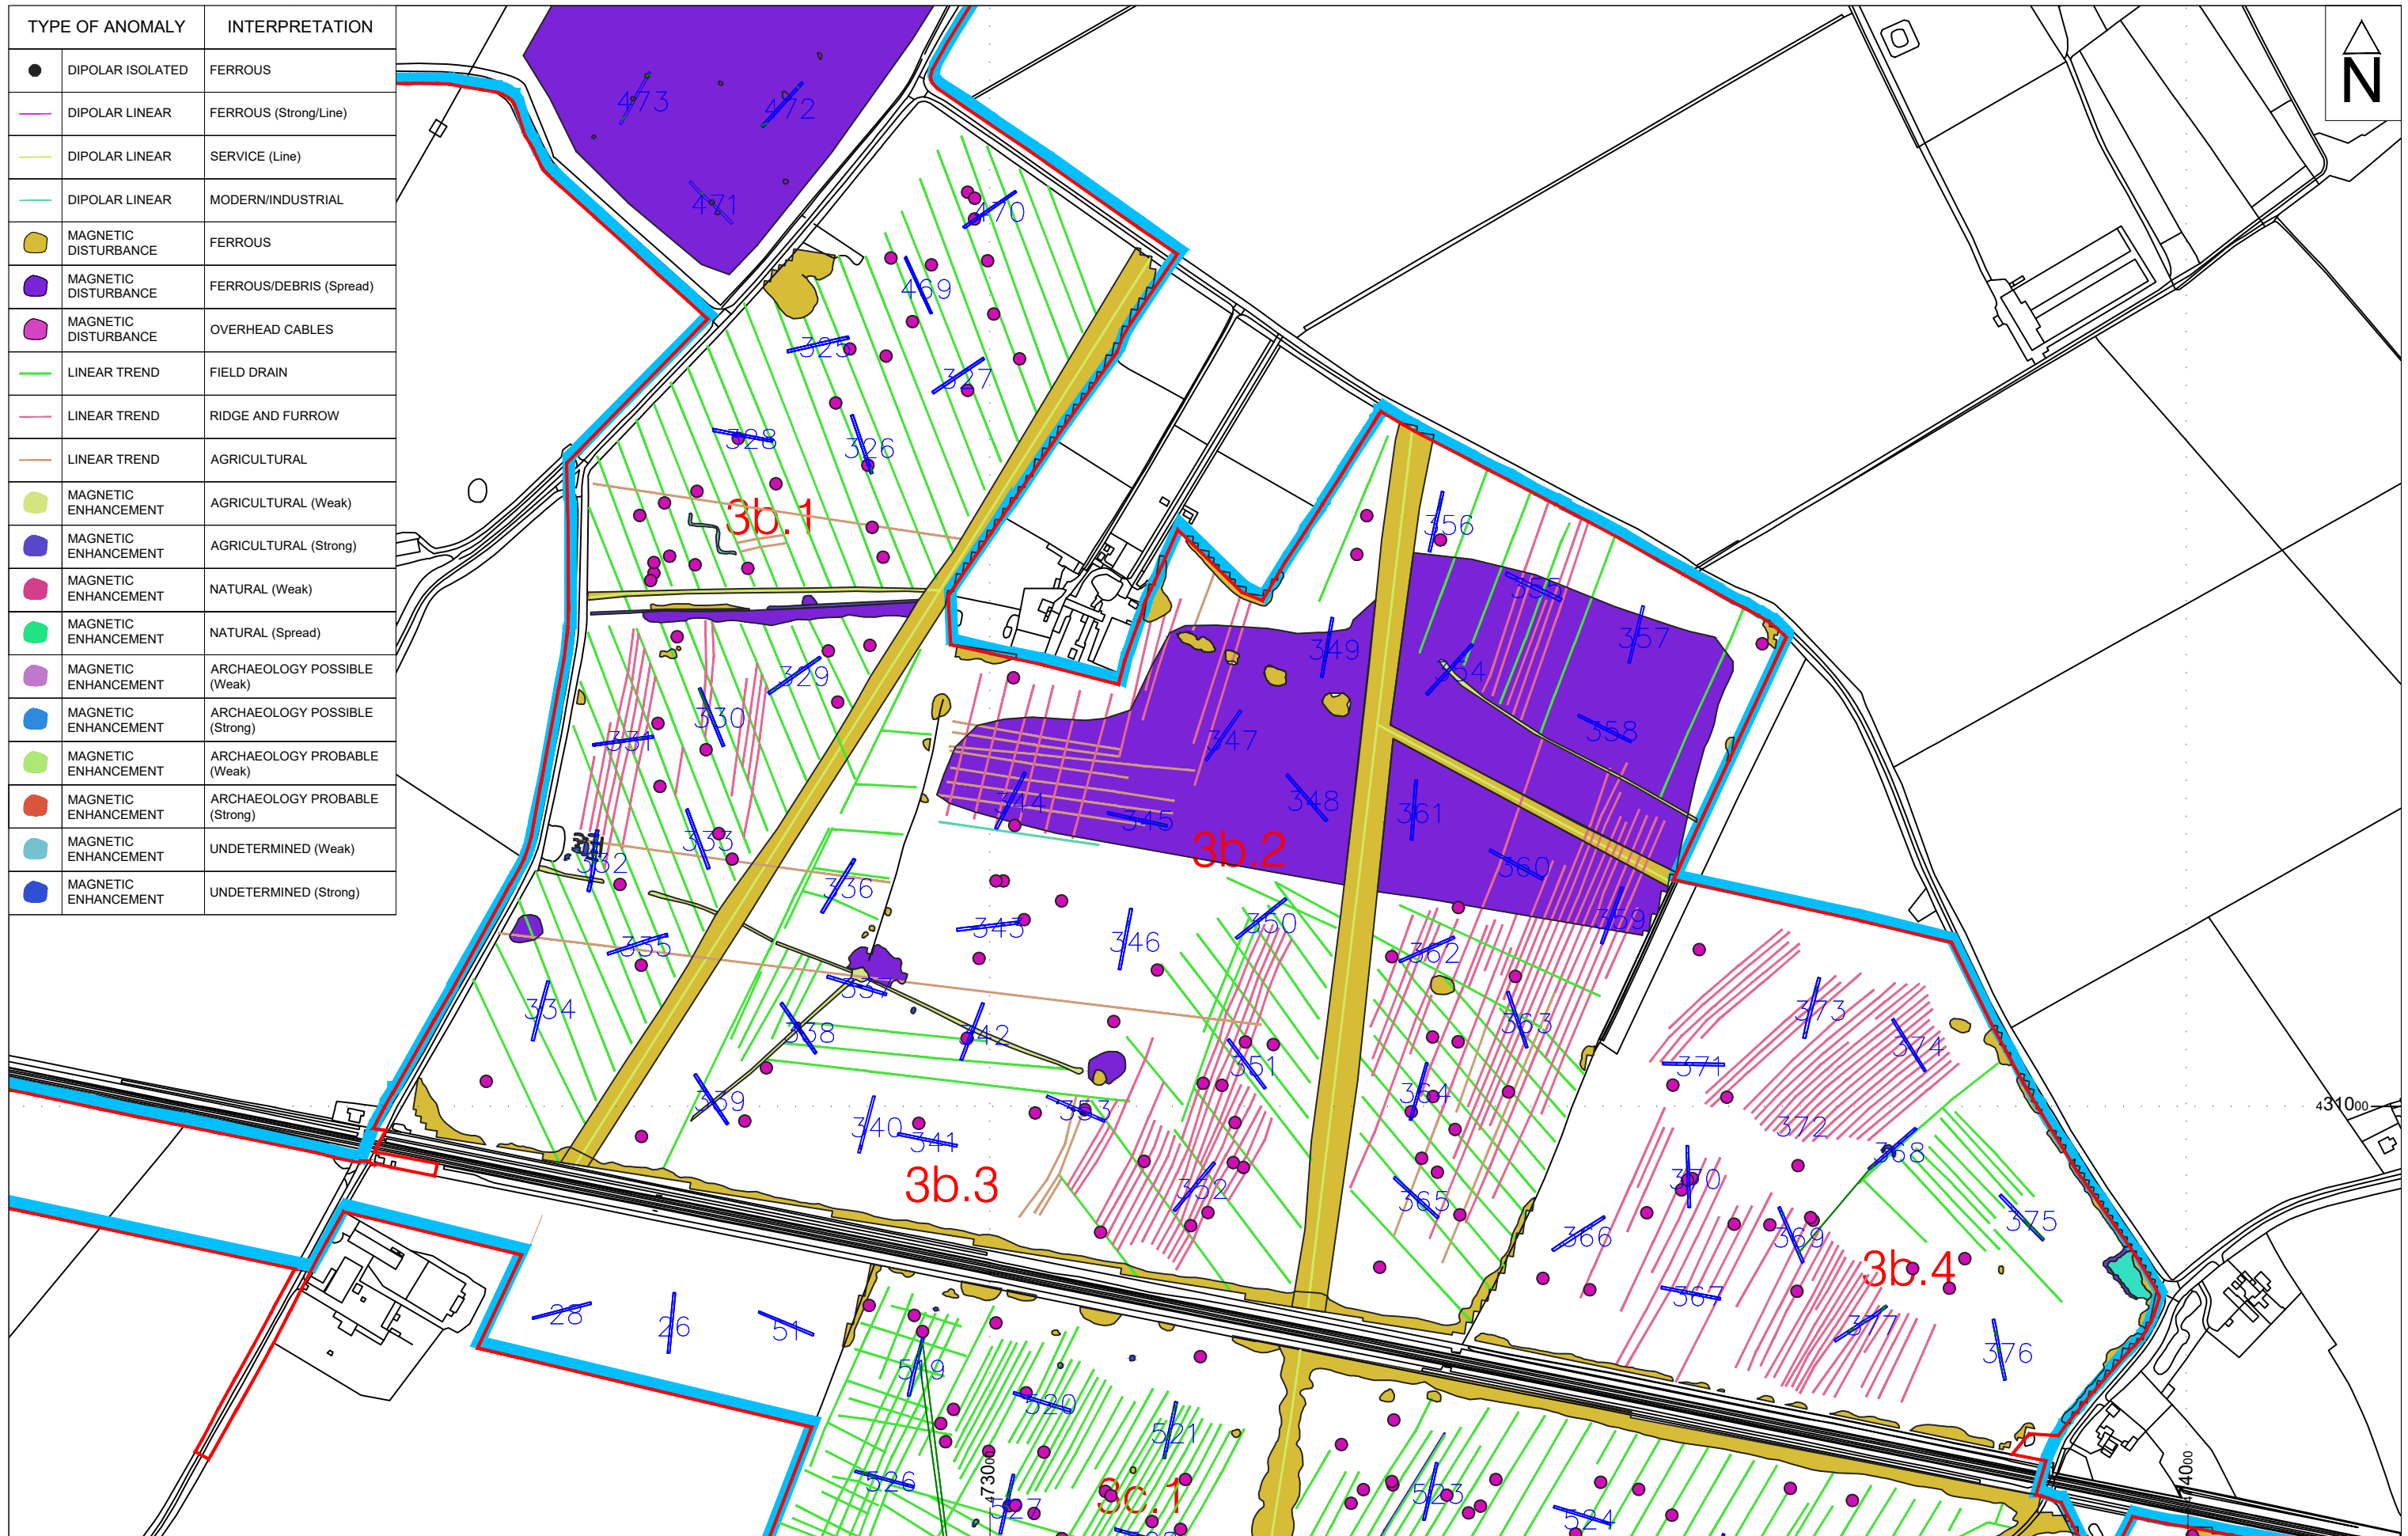 TYPE OF ANOMALY INTERPRETATION
DIPOLAR ISOLATED FERROUS
DIPOLAR LINEAR FERROUS (Strong/Line)
DIPOLAR LINEAR SERVICE (Line)
DIPOLAR LINEAR MODERN/INDUSTRIAL
MAGNETIC DISTURBANCE FERROUS
MAGNETIC DISTURBANCE FERROUS/DEBRIS (Spread)
MAGNETIC DISTURBANCE OVERHEAD CABLES
LINEAR TREND FIELD DRAIN
LINEAR TREND RIDGE AND FURROW
LINEAR TREND AGRICULTURAL
MAGNETIC ENHANCEMENT AGRICULTURAL (Weak)
MAGNETIC ENHANCEMENT AGRICULTURAL (Strong)
MAGNETIC ENHANCEMENT NATURAL (Weak)
MAGNETIC ENHANCEMENT NATURAL (Spread)
MAGNETIC ENHANCEMENT ARCHAEOLOGY POSSIBLE (Weak)
MAGNETIC ENHANCEMENT ARCHAEOLOGY POSSIBLE (Strong)
MAGNETIC ENHANCEMENT ARCHAEOLOGY PROBABLE (Weak)
MAGNETIC ENHANCEMENT ARCHAEOLOGY PROBABLE (Strong)
MAGNETIC ENHANCEMENT UNDETERMINED (Weak)
MAGNETIC ENHANCEMENT UNDETERMINED (Strong)
N
473
472
471
470
469
325
327
328
326
3b.1
356
355
357
349
354
329
330
331
347
358
344
348
361
345
333
3b.2
332
336
360
359
343
346
350
362
335
337
334
338
342
363
373
374
351
371
364
339
353
431000
340
341
372
368
3b.3
352
365
370
366
369
375
3b.4
367
377
376
28
26
51
519
520
521
526
527
3c.1
523
524
473000